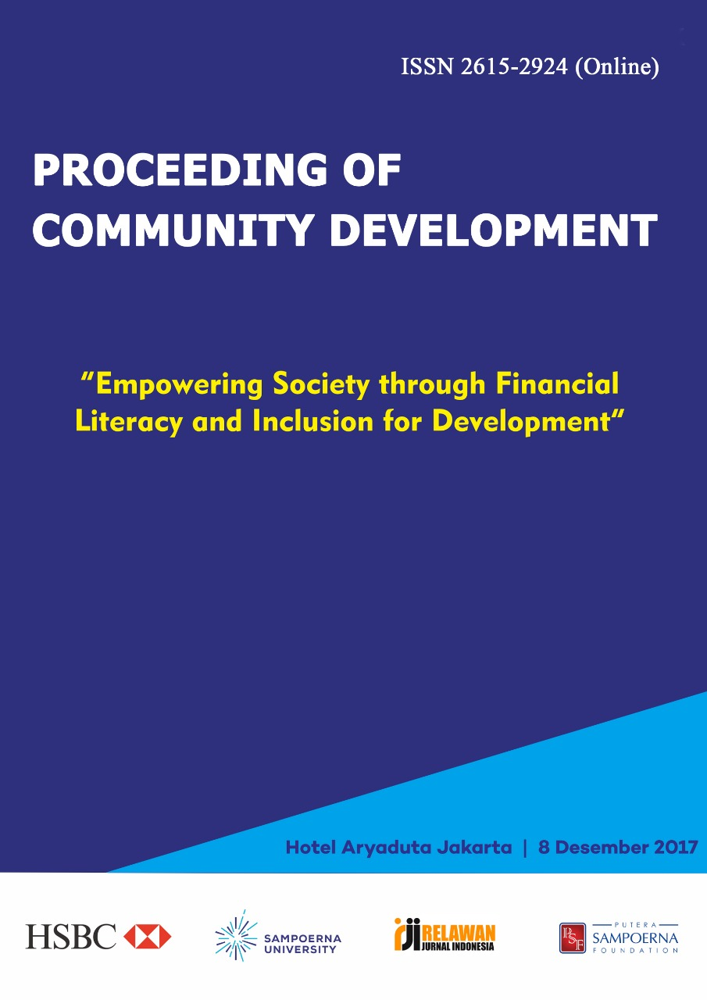 ISSN 2615-2924 (Online)
PROCEEDING OF
COMMUNITY DEVELOPMENT
“Empowering Society through Financial
Literacy and Inclusion for Development“
Hotel Aryaduta Jakarta | 8 Desember 2017
HSBC
SAMPOERNA
UNIVERSITY
rji RELAWAN
JURNAL INDONESIA
PSF
PUTERA
SAMPOERNA
FOUNDATION